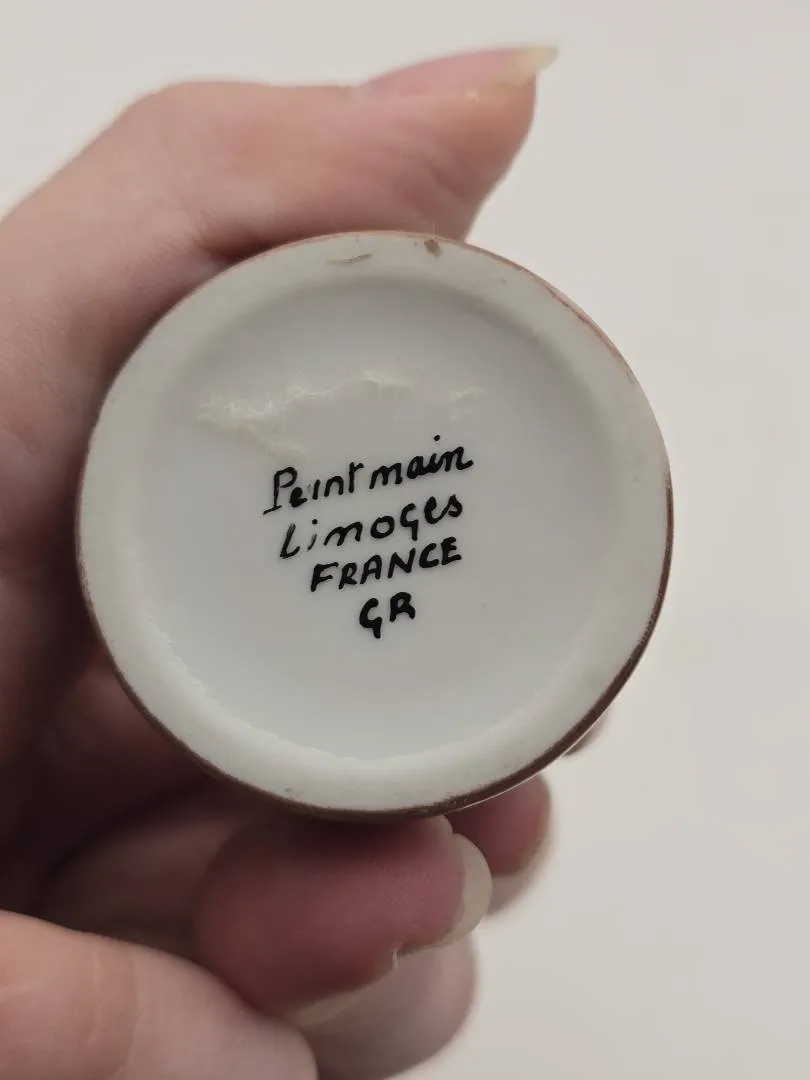 Peint main
Limoges
FRANCE
GR